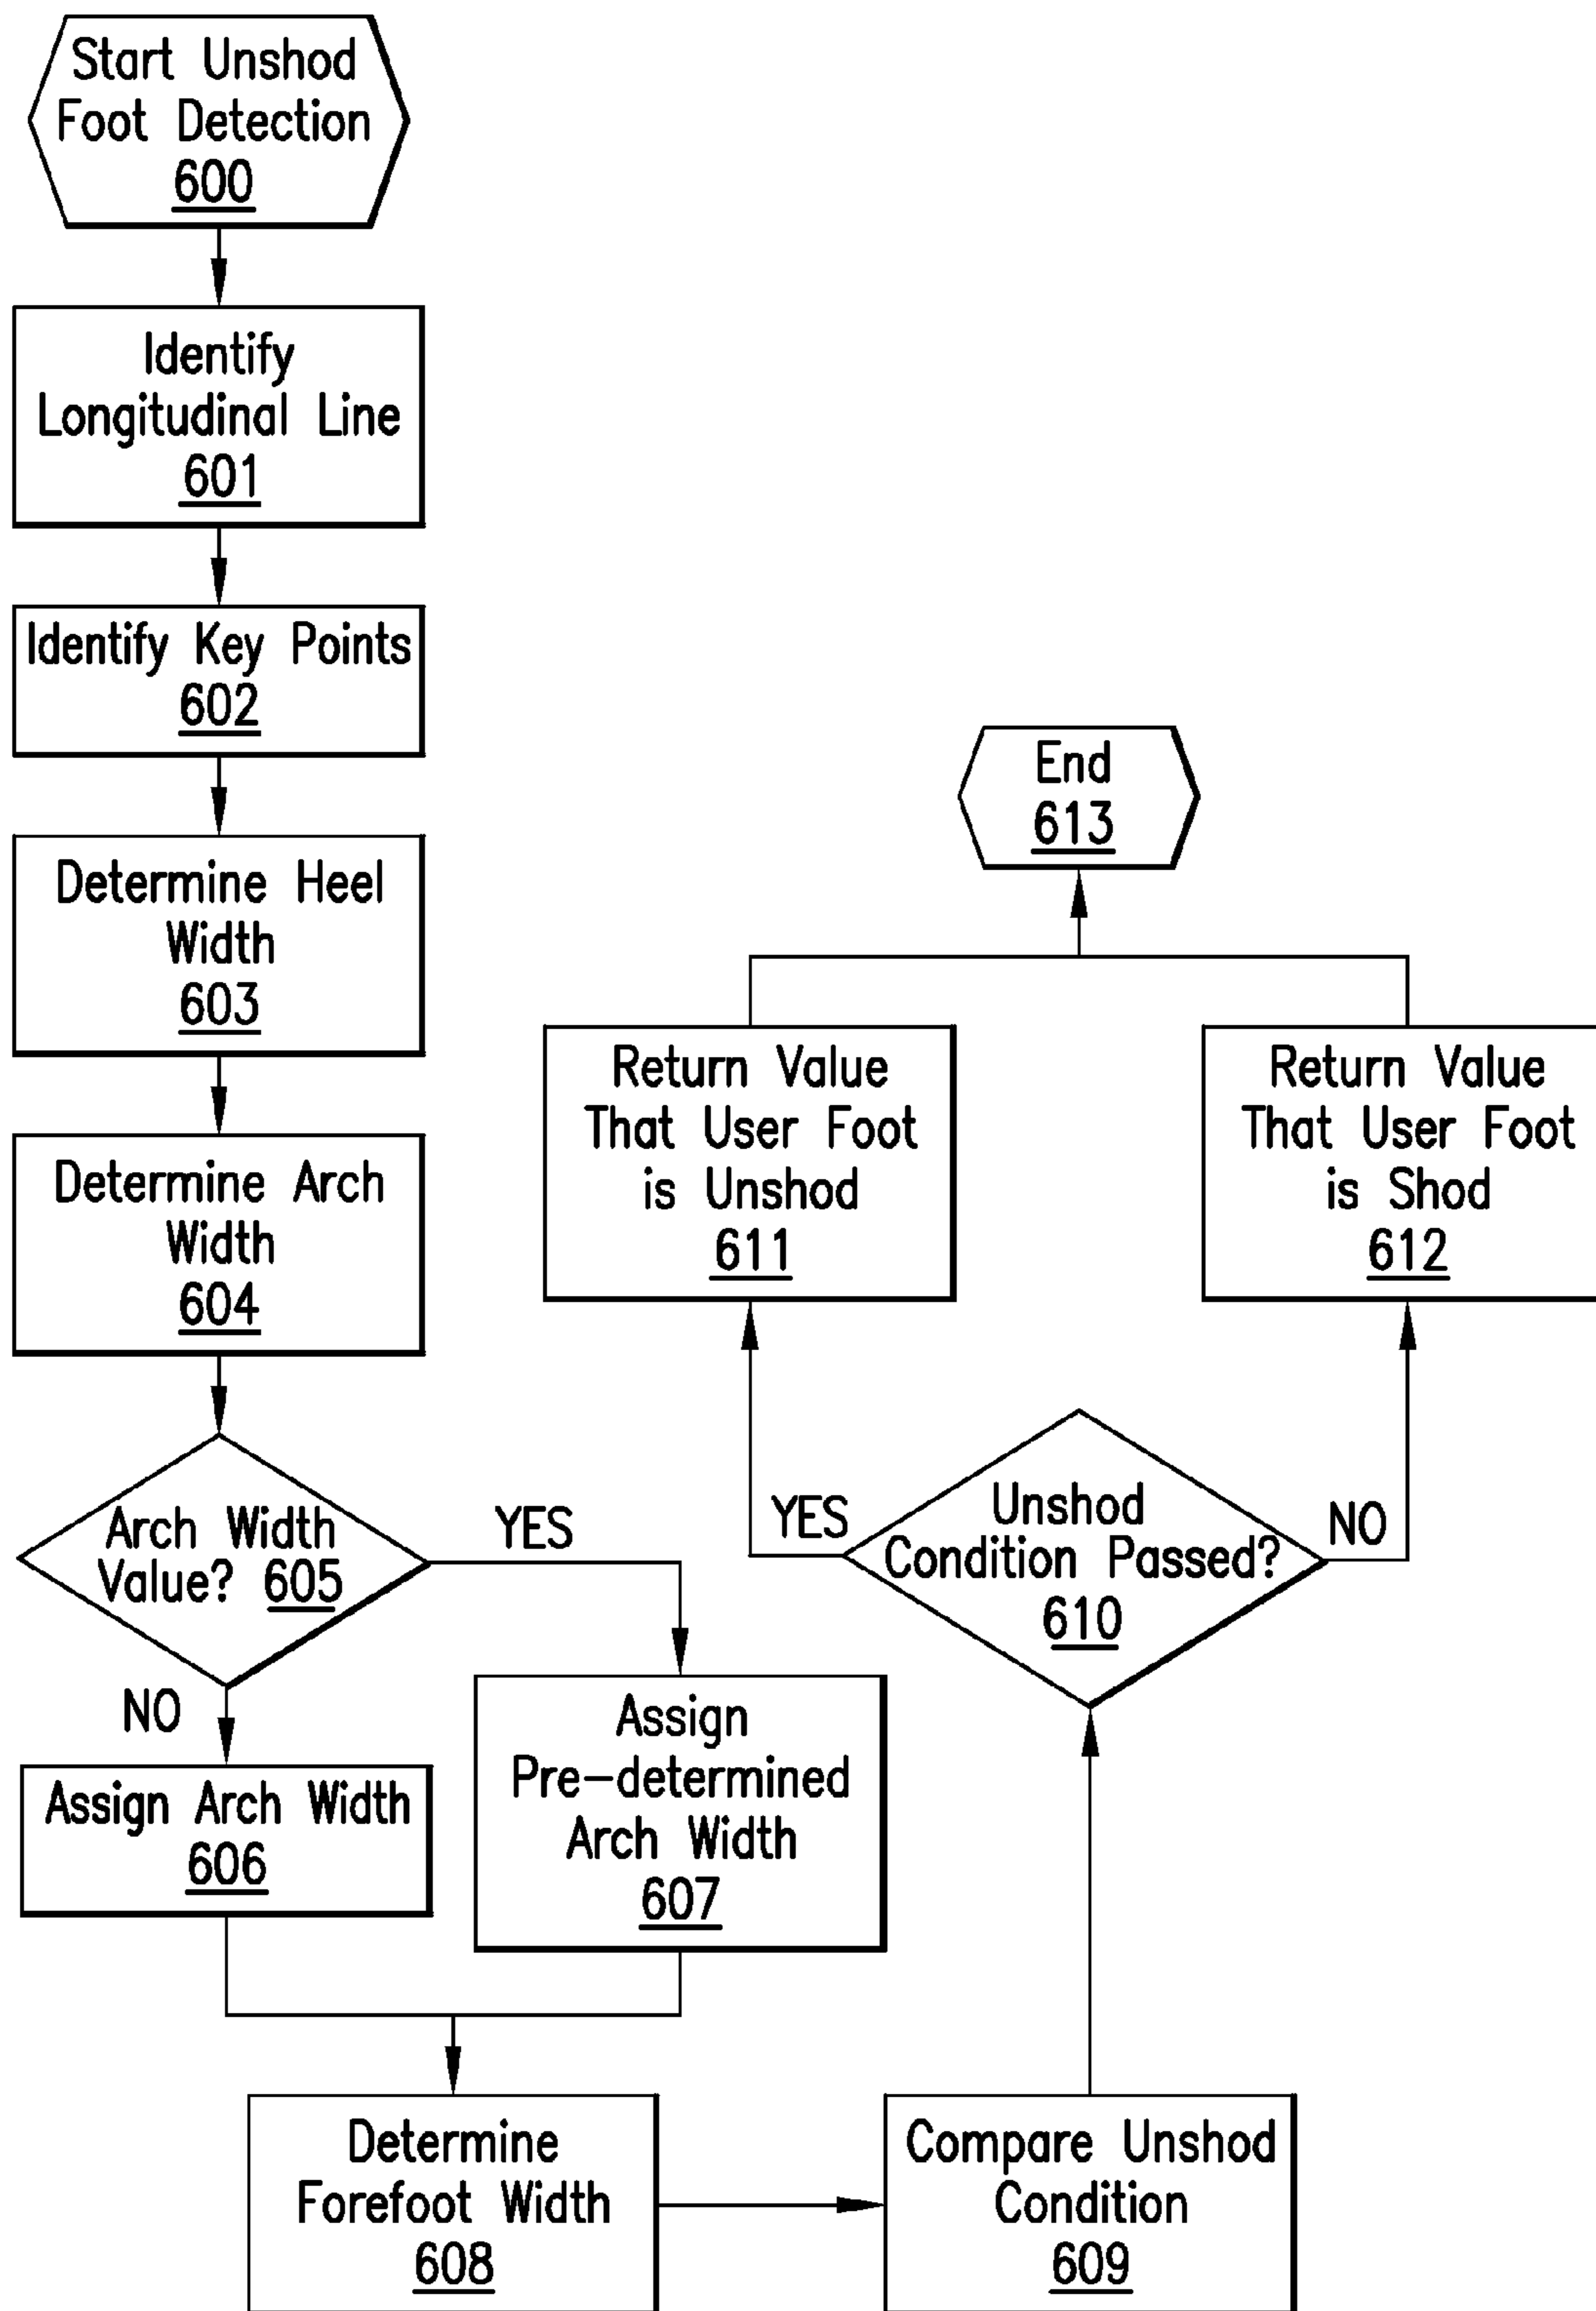 Start Unshod
Foot Detection
600
Identify
Longitudinal Line
601
Identify Key Points
602
Determine Heel
Width
603
Determine Arch
Width
604
Arch Width
Value? 605
YES
NO
Assign Arch Width
606
Assign
Pre-determined
Arch Width
607
Determine
Forefoot Width
608
Compare Unshod
Condition
609
Unshod
Condition Passed?
610
YES
NO
Return Value
That User Foot
is Unshod
611
Return Value
That User Foot
is Shod
612
End
613